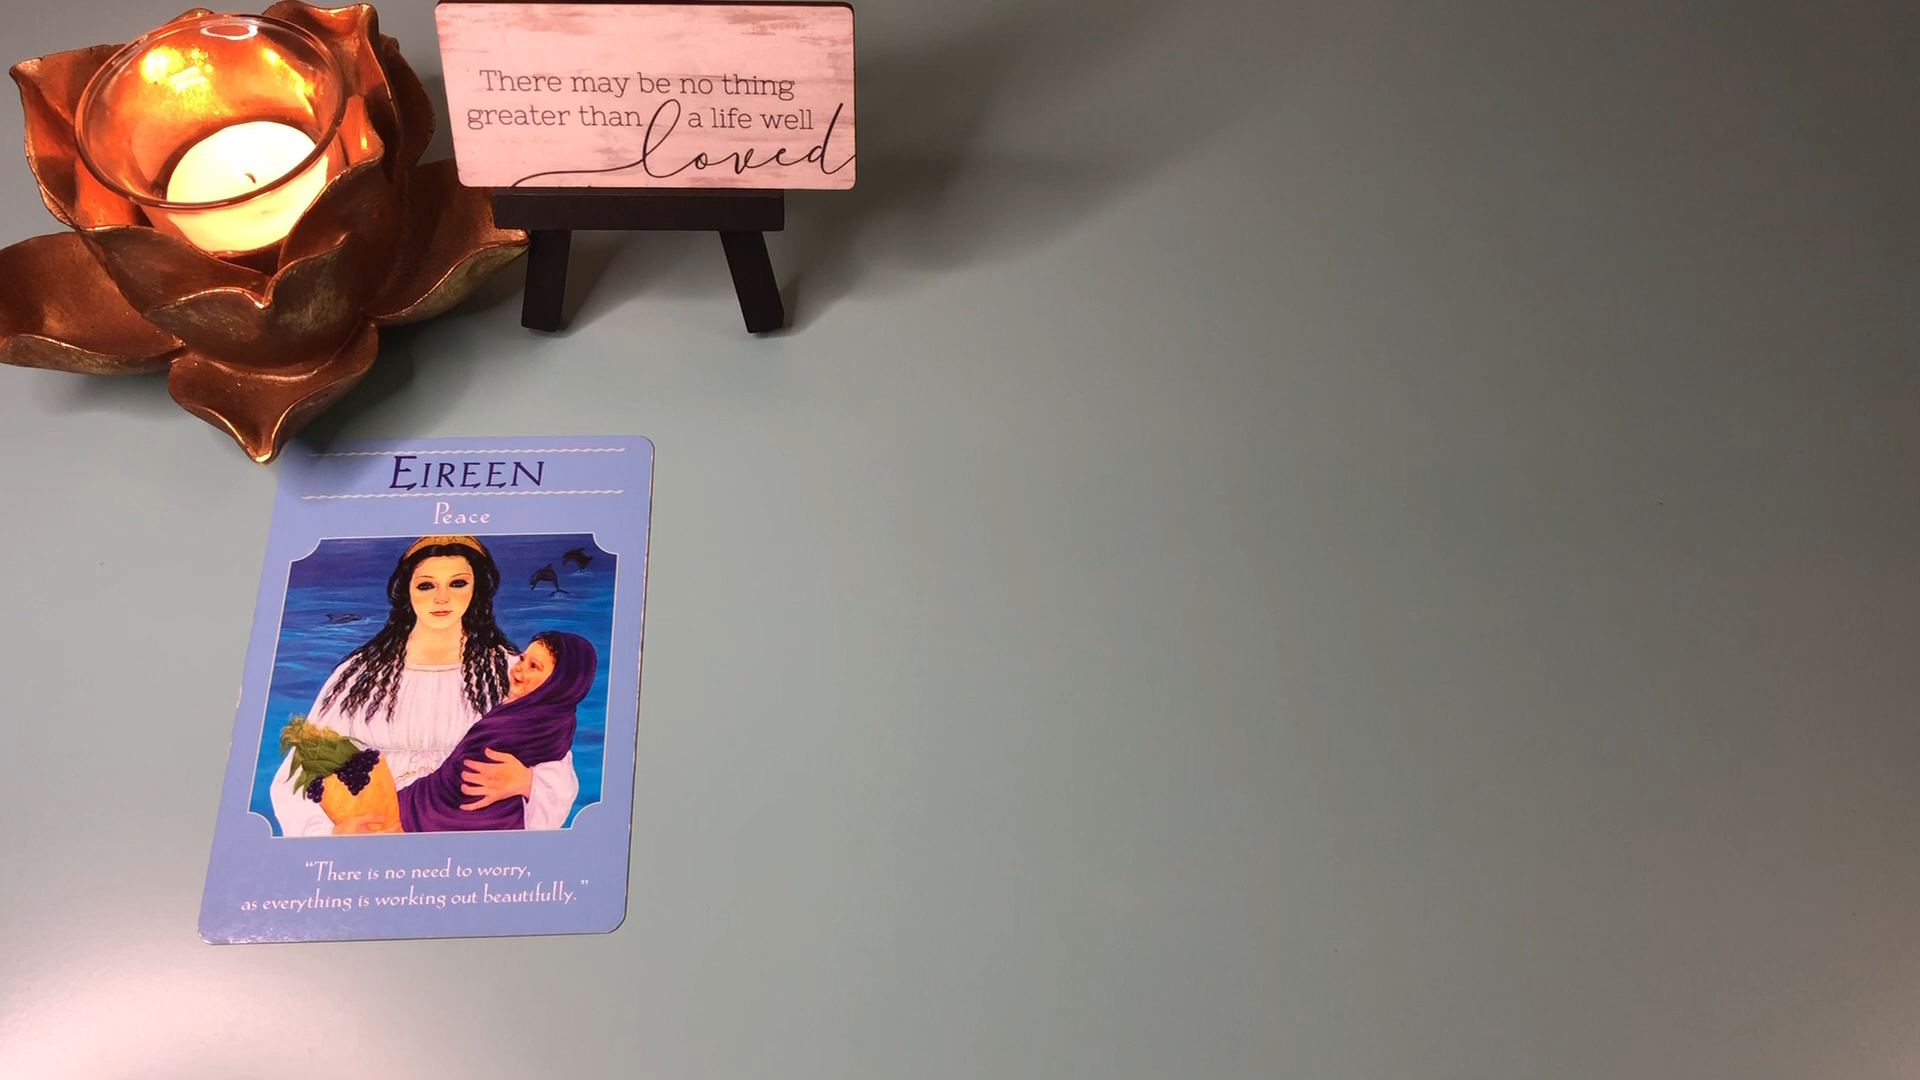 There may be no thing
greater than a life well
loved
EIREEN
Peace
“There is no need to worry,
as everything is working out beautifully.”